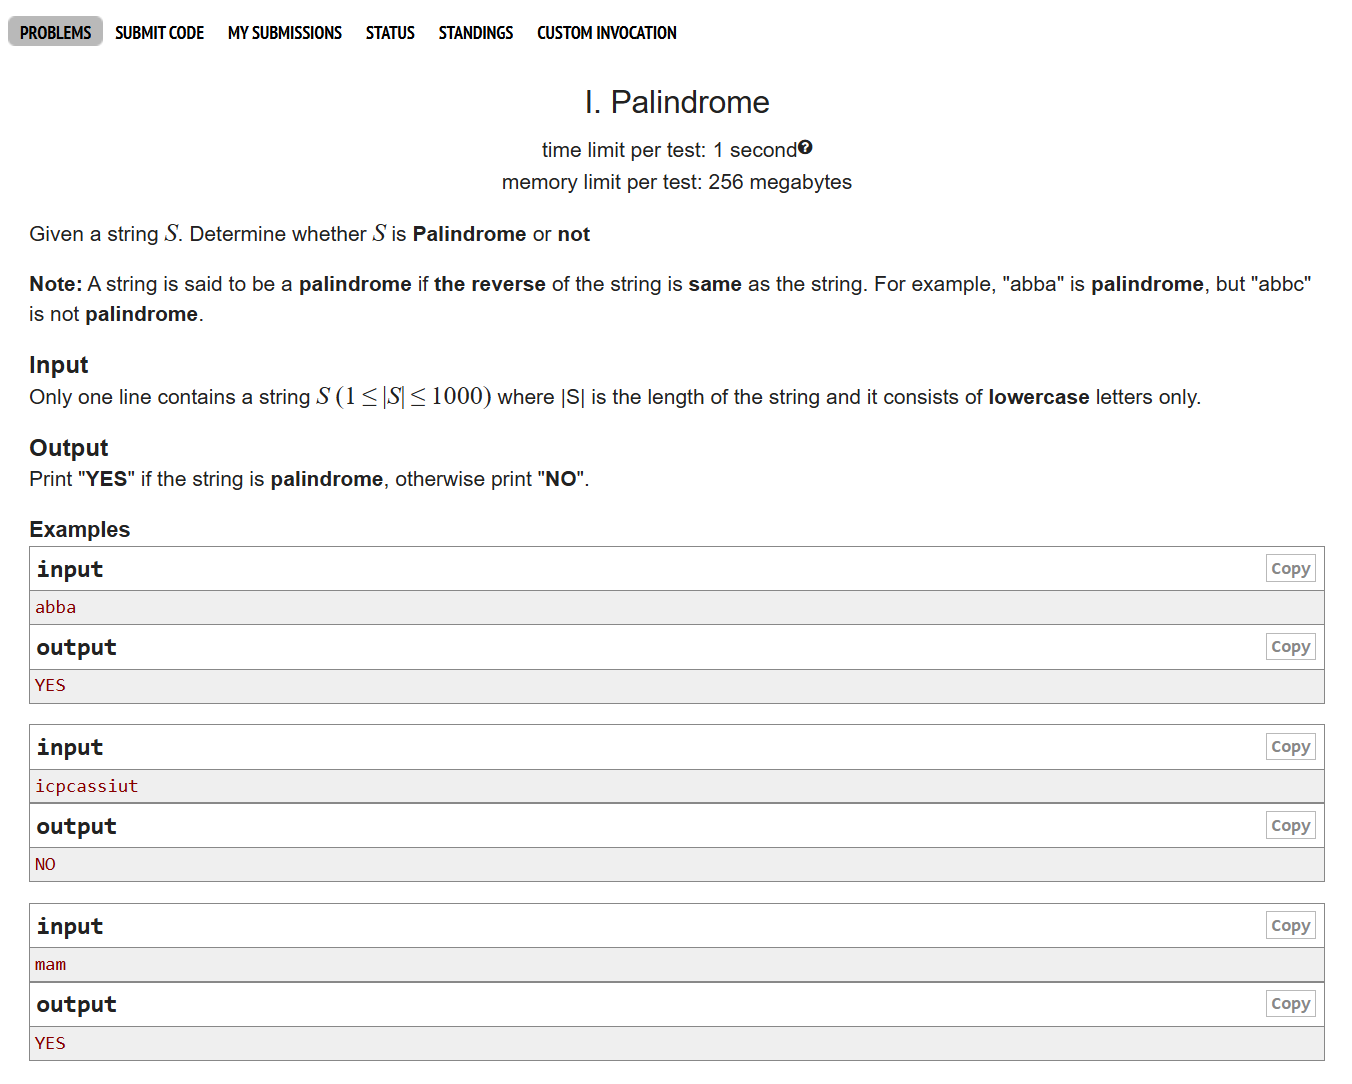 PROBLEMS SUBMIT CODE MY SUBMISSIONS STATUS STANDINGS CUSTOM INVOCATION
I. Palindrome
time limit per test: 1 second?
memory limit per test: 256 megabytes
Given a string S. Determine whether S is Palindrome or not
Note: A string is said to be a palindrome if the reverse of the string is same as the string. For example, "abba" is palindrome, but "abbc"
is not palindrome.
Input
Only one line contains a string S (1 ≤ |S| ≤ 1000) where |S| is the length of the string and it consists of lowercase letters only.
Output
Print "YES" if the string is palindrome, otherwise print "NO".
Examples
input Copy
abba
output Copy
YES
input Copy
icpcassiut
output Copy
NO
input Copy
mam
output Copy
YES